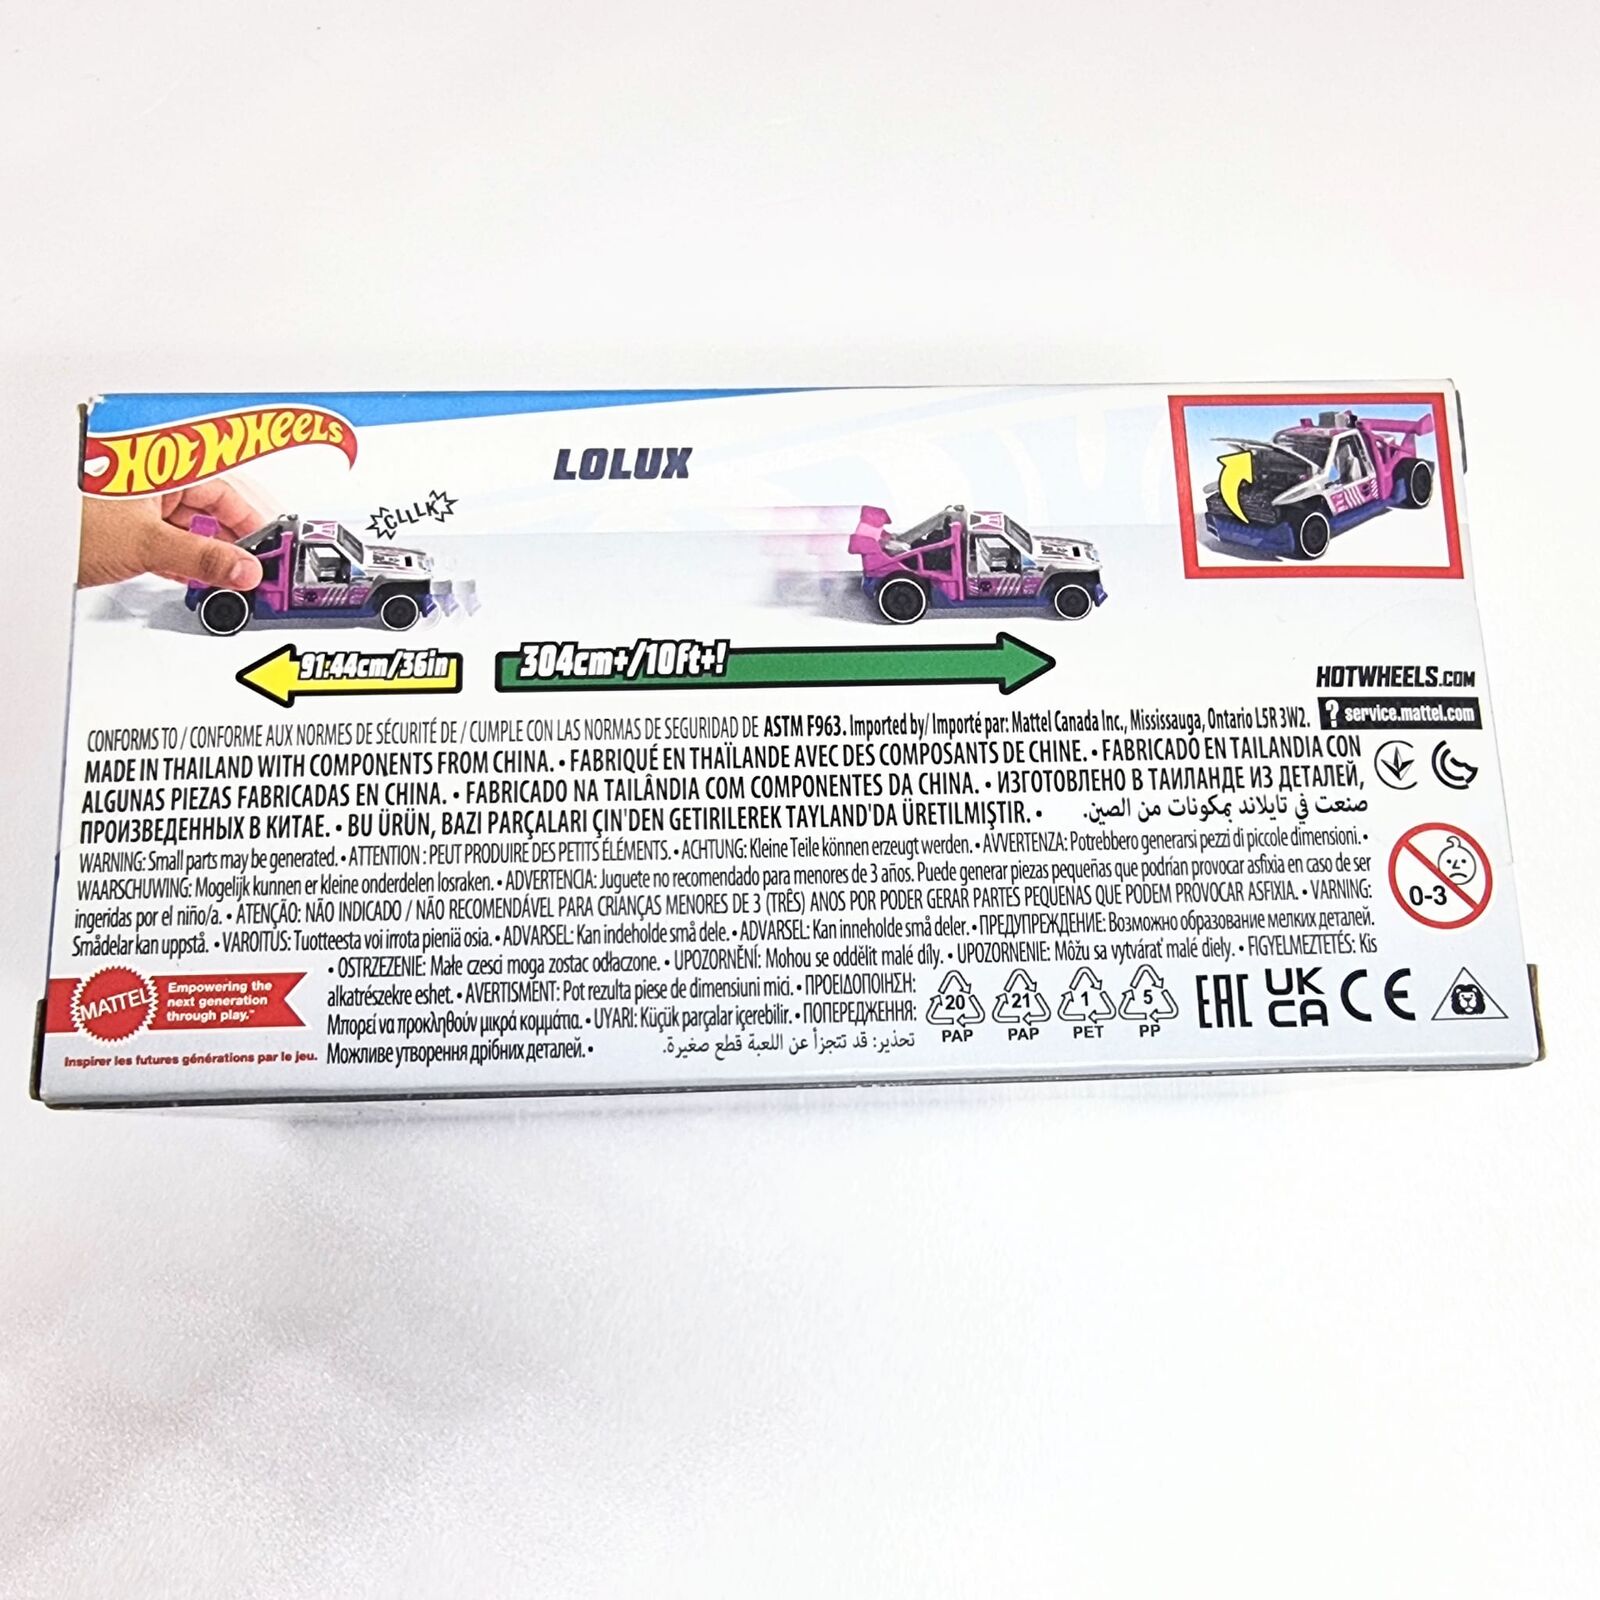 HOT WHEELS
LOLUX
CLLLK
91.44cm/36in
304cm+/10ft+!
HOTWHEELS.COM
? service.mattel.com
CONFORMS TO / CONFORME AUX NORMES DE SÉCURITÉ DE / CUMPLE CON LAS NORMAS DE SEGURIDAD DE ASTM F963. Imported by/ Importé par: Mattel Canada Inc., Mississauga, Ontario L5R 3W2.
MADE IN THAILAND WITH COMPONENTS FROM CHINA. • FABRIQUÉ EN THAÏLANDE AVEC DES COMPOSANTS DE CHINE. • FABRICADO EN TAILANDIA CON
ALGUNAS PIEZAS FABRICADAS EN CHINA. • FABRICADO NA TAILÂNDIA COM COMPONENTES DA CHINA. • ИЗГОТОВЛЕНО В ТАИЛАНДЕ ИЗ ДЕТАЛЕЙ,
ПРОИЗВЕДЕННЫХ В КИТАЕ. • BU ÜRÜN, BAZI PARÇALARI ÇIN'DEN GETIRILEREK TAYLAND'DA ÜRETILMIŞTIR. • صنعت في تايلاند بمكونات من الصين.
WARNING: Small parts may be generated. • ATTENTION : PEUT PRODUIRE DES PETITS ÉLÉMENTS. • ACHTUNG: Kleine Teile können erzeugt werden. • AVVERTENZA: Potrebbero generarsi pezzi di piccole dimensioni. •
WAARSCHUWING: Mogelijk kunnen er kleine onderdelen losraken. • ADVERTENCIA: Juguete no recomendado para menores de 3 años. Puede generar piezas pequeñas que podrían provocar asfixia en caso de ser
ingeridas por el niño/a. • ATENÇÃO: NÃO INDICADO / NÃO RECOMENDÁVEL PARA CRIANÇAS MENORES DE 3 (TRÊS) ANOS POR PODER GERAR PARTES PEQUENAS QUE PODEM PROVOCAR ASFIXIA. • VARNING:
Smådelar kan uppstå. • VAROITUS: Tuotteesta voi irrota pieniä osia. • ADVARSEL: Kan indeholde små dele. • ADVARSEL: Kan inneholde små deler. • ПРЕДУПРЕЖДЕНИЕ: Возможно образование мелких деталей.
• OSTRZEZENIE: Małe czesci moga zostac odłaczone. • UPOZORNĚNÍ: Mohou se oddělit malé díly. • UPOZORNENIE: Môžu sa vytvárať malé diely. • FIGYELMEZTETÉS: Kis
alkatrészekre eshet. • AVERTISMENT: Pot rezulta piese de dimensiuni mici. • ΠΡΟΕΙΔΟΠΟΙΗΣΗ:
Μπορεί να προκληθούν μικρά κομμάτια. • UYARI: Küçük parçalar içerebilir. • ПОПЕРЕДЖЕННЯ:
Можливе утворення дрібних деталей. • تحذير: قد تتجزأ عن اللعبة قطع صغيرة.
0-3
MATTEL
Empowering the
next generation
through play.™
Inspirer les futures générations par le jeu.
20
PAP
21
PAP
1
PET
5
PP
EAC
UK
CA
CE